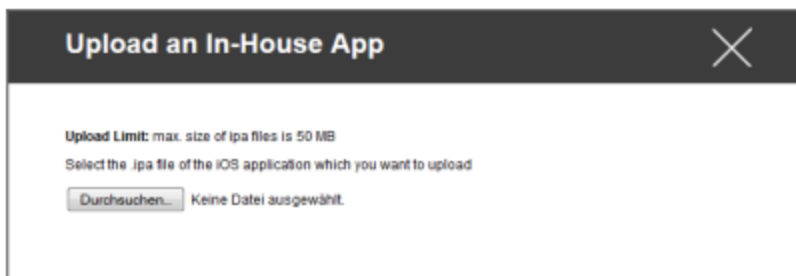 Upload an In-House App
Upload Limit: max. size of ipa files is 50 MB
Select the .ipa file of the iOS application which you want to upload
Durchsuchen... Keine Datei ausgewählt.